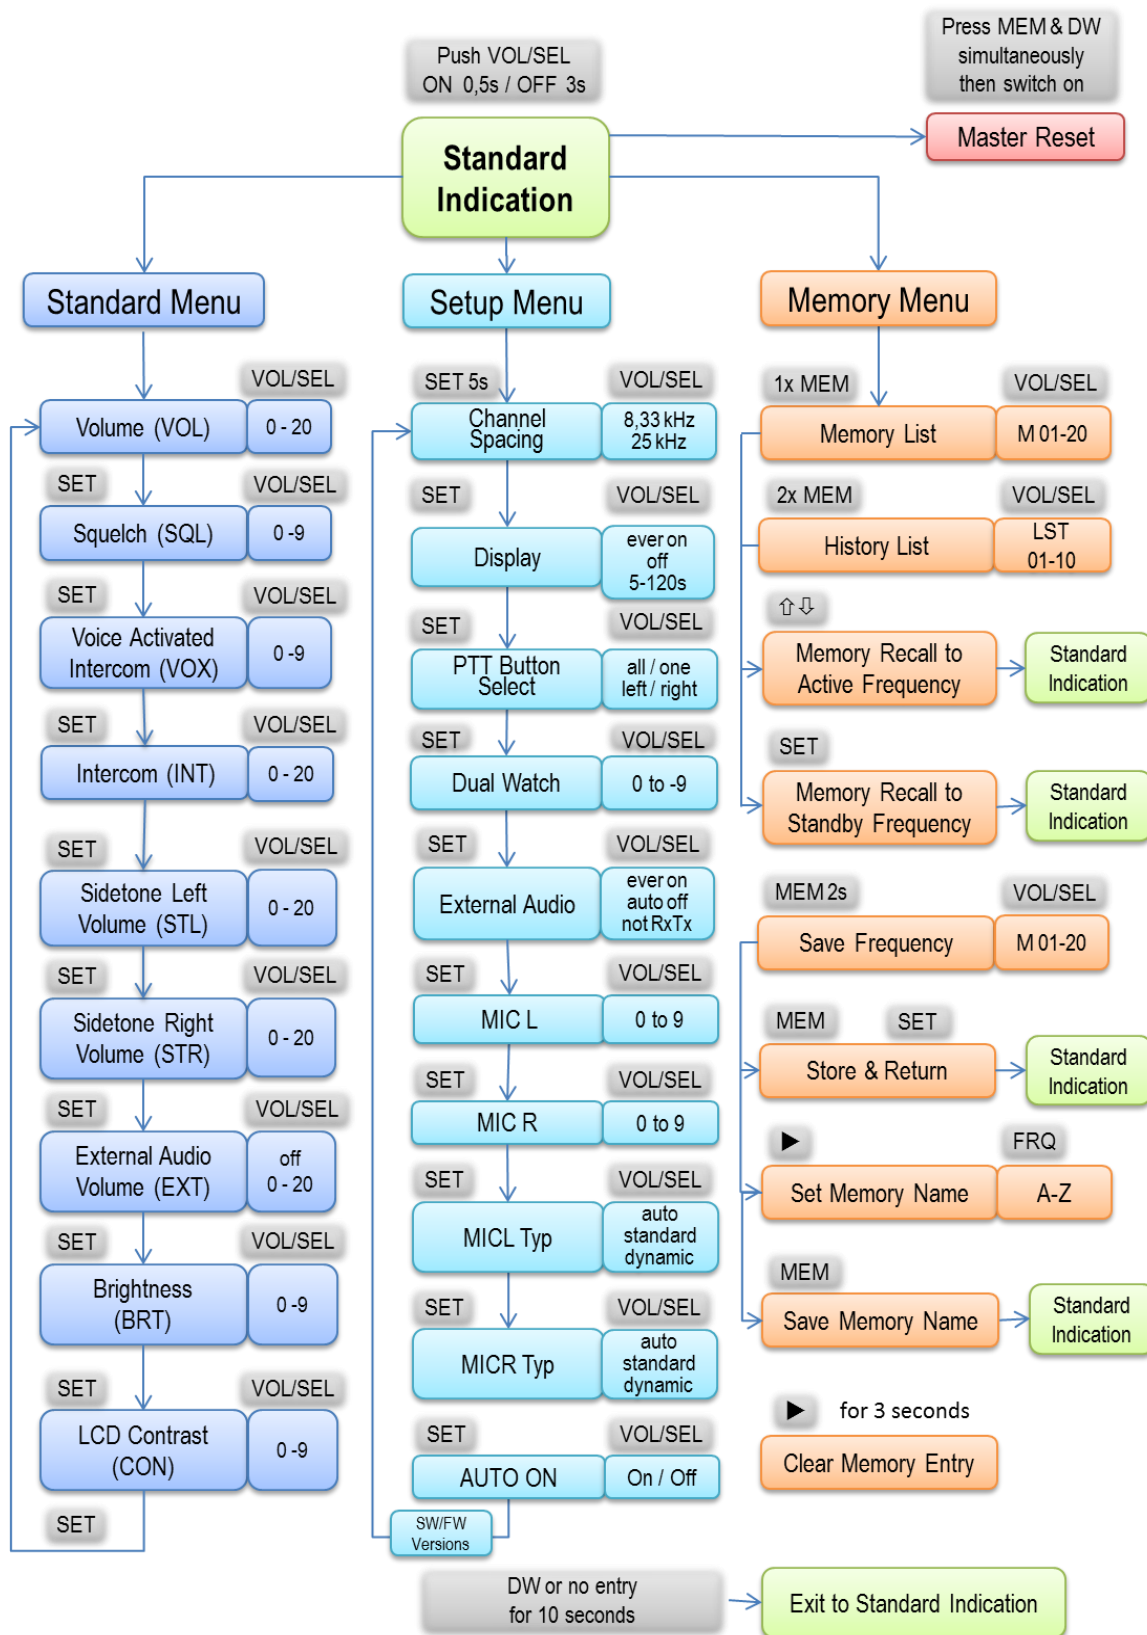 Push VOL/SEL
ON 0,5s / OFF 3s
Press MEM & DW
simultaneously
then switch on
Standard
Indication
Master Reset
Standard Menu
VOL/SEL
Volume (VOL)
0 - 20
SET
VOL/SEL
Squelch (SQL)
0 -9
SET
VOL/SEL
Voice Activated
Intercom (VOX)
0 -9
SET
VOL/SEL
Intercom (INT)
0 - 20
SET
VOL/SEL
Sidetone Left
Volume (STL)
0 - 20
SET
VOL/SEL
Sidetone Right
Volume (STR)
0 - 20
SET
VOL/SEL
External Audio
Volume (EXT)
off
0 - 20
SET
VOL/SEL
Brightness
(BRT)
0 -9
SET
VOL/SEL
LCD Contrast
(CON)
0 -9
SET
Setup Menu
SET 5s
VOL/SEL
Channel
Spacing
8,33 kHz
25 kHz
SET
VOL/SEL
Display
ever on
off
5-120s
SET
VOL/SEL
PTT Button
Select
all / one
left / right
SET
VOL/SEL
Dual Watch
0 to -9
SET
VOL/SEL
External Audio
ever on
auto off
not RxTx
SET
VOL/SEL
MIC L
0 to 9
SET
VOL/SEL
MIC R
0 to 9
SET
VOL/SEL
MICL Typ
auto
standard
dynamic
SET
VOL/SEL
MICR Typ
auto
standard
dynamic
SET
VOL/SEL
AUTO ON
On / Off
SW/FW
Versions
Memory Menu
1x MEM
VOL/SEL
Memory List
M 01-20
2x MEM
VOL/SEL
History List
LST
01-10
⇧⇩
Memory Recall to
Active Frequency
Standard
Indication
SET
Memory Recall to
Standby Frequency
Standard
Indication
MEM 2s
VOL/SEL
Save Frequency
M 01-20
MEM
SET
Store & Return
Standard
Indication
▶
FRQ
Set Memory Name
A-Z
MEM
Save Memory Name
Standard
Indication
▶ for 3 seconds
Clear Memory Entry
DW or no entry
for 10 seconds
Exit to Standard Indication